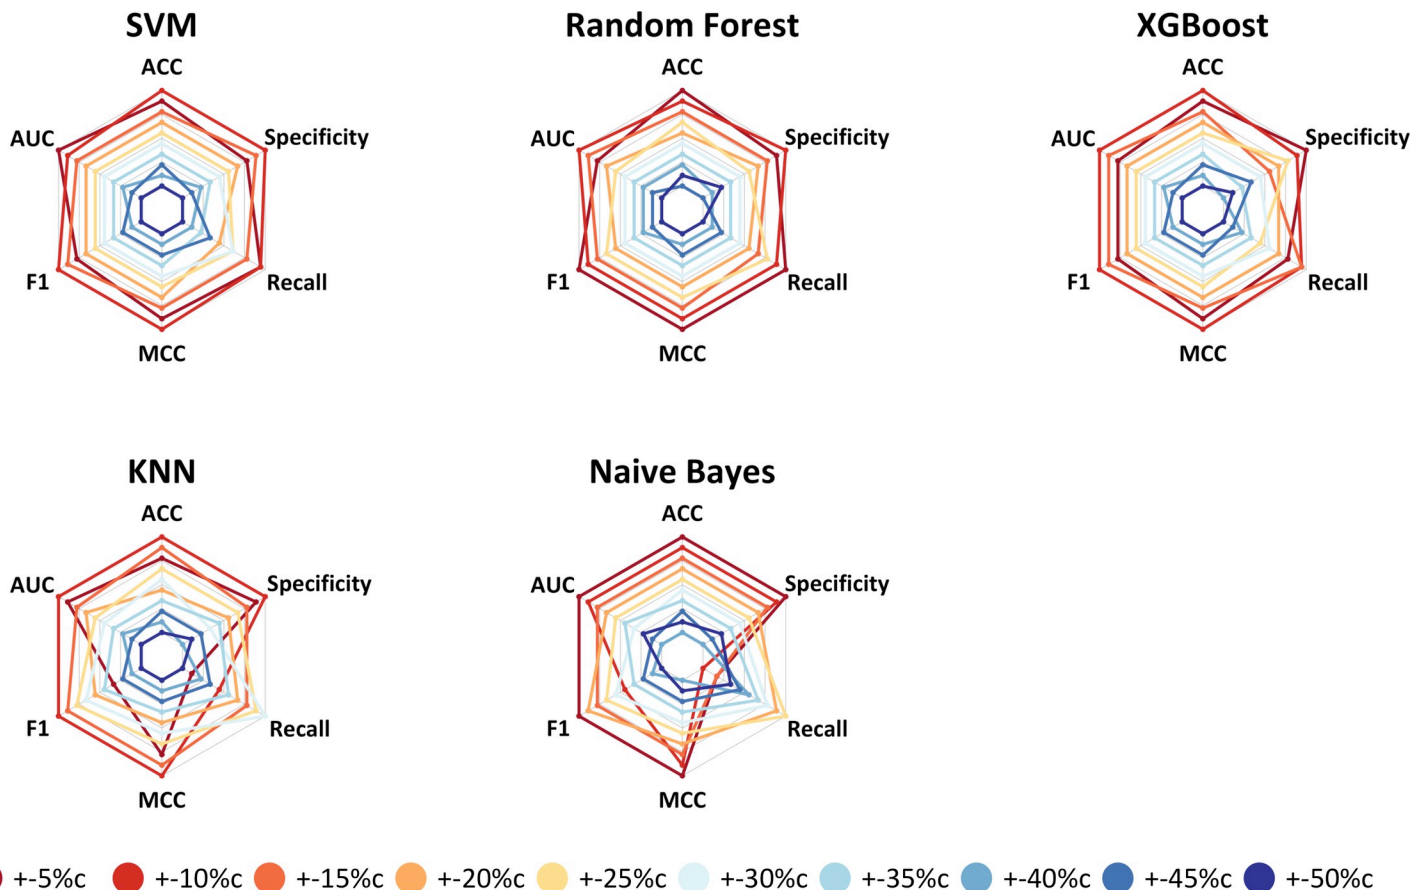 SVM Random Forest XGBoost
ACC ACC ACC
AUC Specificity AUC Specificity AUC Specificity
F1 Recall F1 Recall F1 Recall
MCC MCC MCC
KNN Naive Bayes
ACC ACC
AUC Specificity AUC Specificity
F1 Recall F1 Recall
MCC MCC
+-5%c +-10%c +-15%c +-20%c +-25%c +-30%c +-35%c +-40%c +-45%c +-50%c